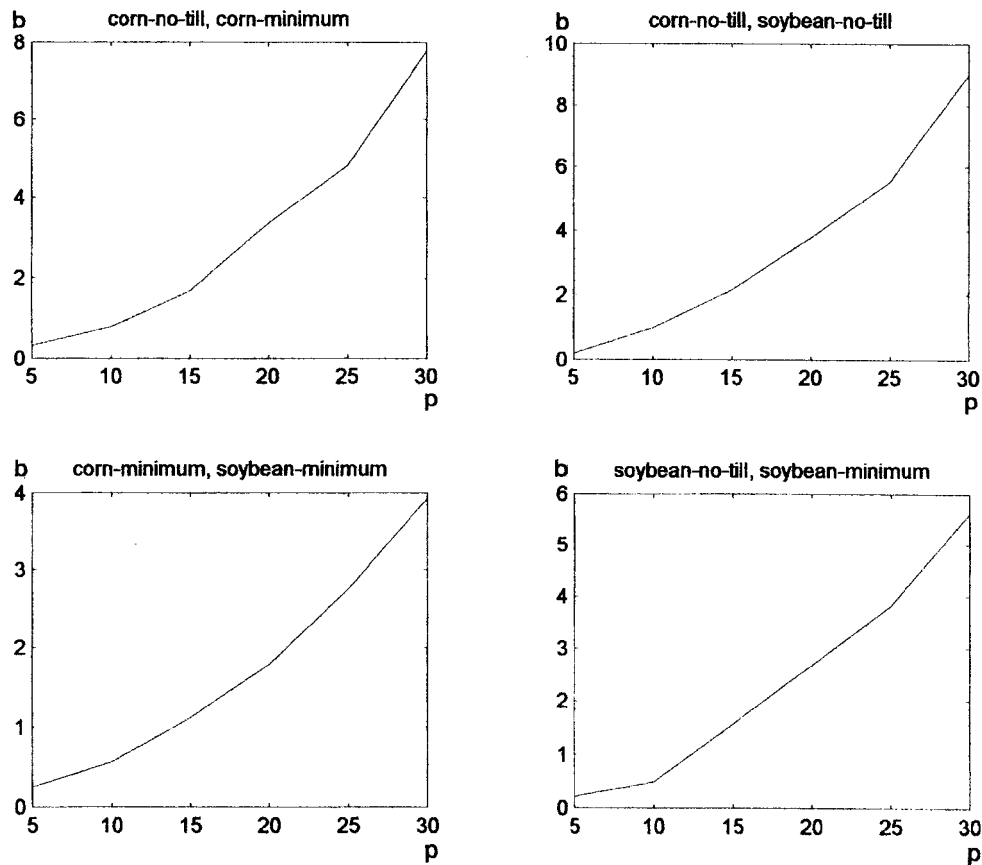 b corn-no-till, corn-minimum
8
6
4
2
0
5 10 15 20 25 30
p
b corn-no-till, soybean-no-till
10
8
6
4
2
0
5 10 15 20 25 30
p
b corn-minimum, soybean-minimum
4
3
2
1
0
5 10 15 20 25 30
p
b soybean-no-till, soybean-minimum
6
5
4
3
2
1
0
5 10 15 20 25 30
p